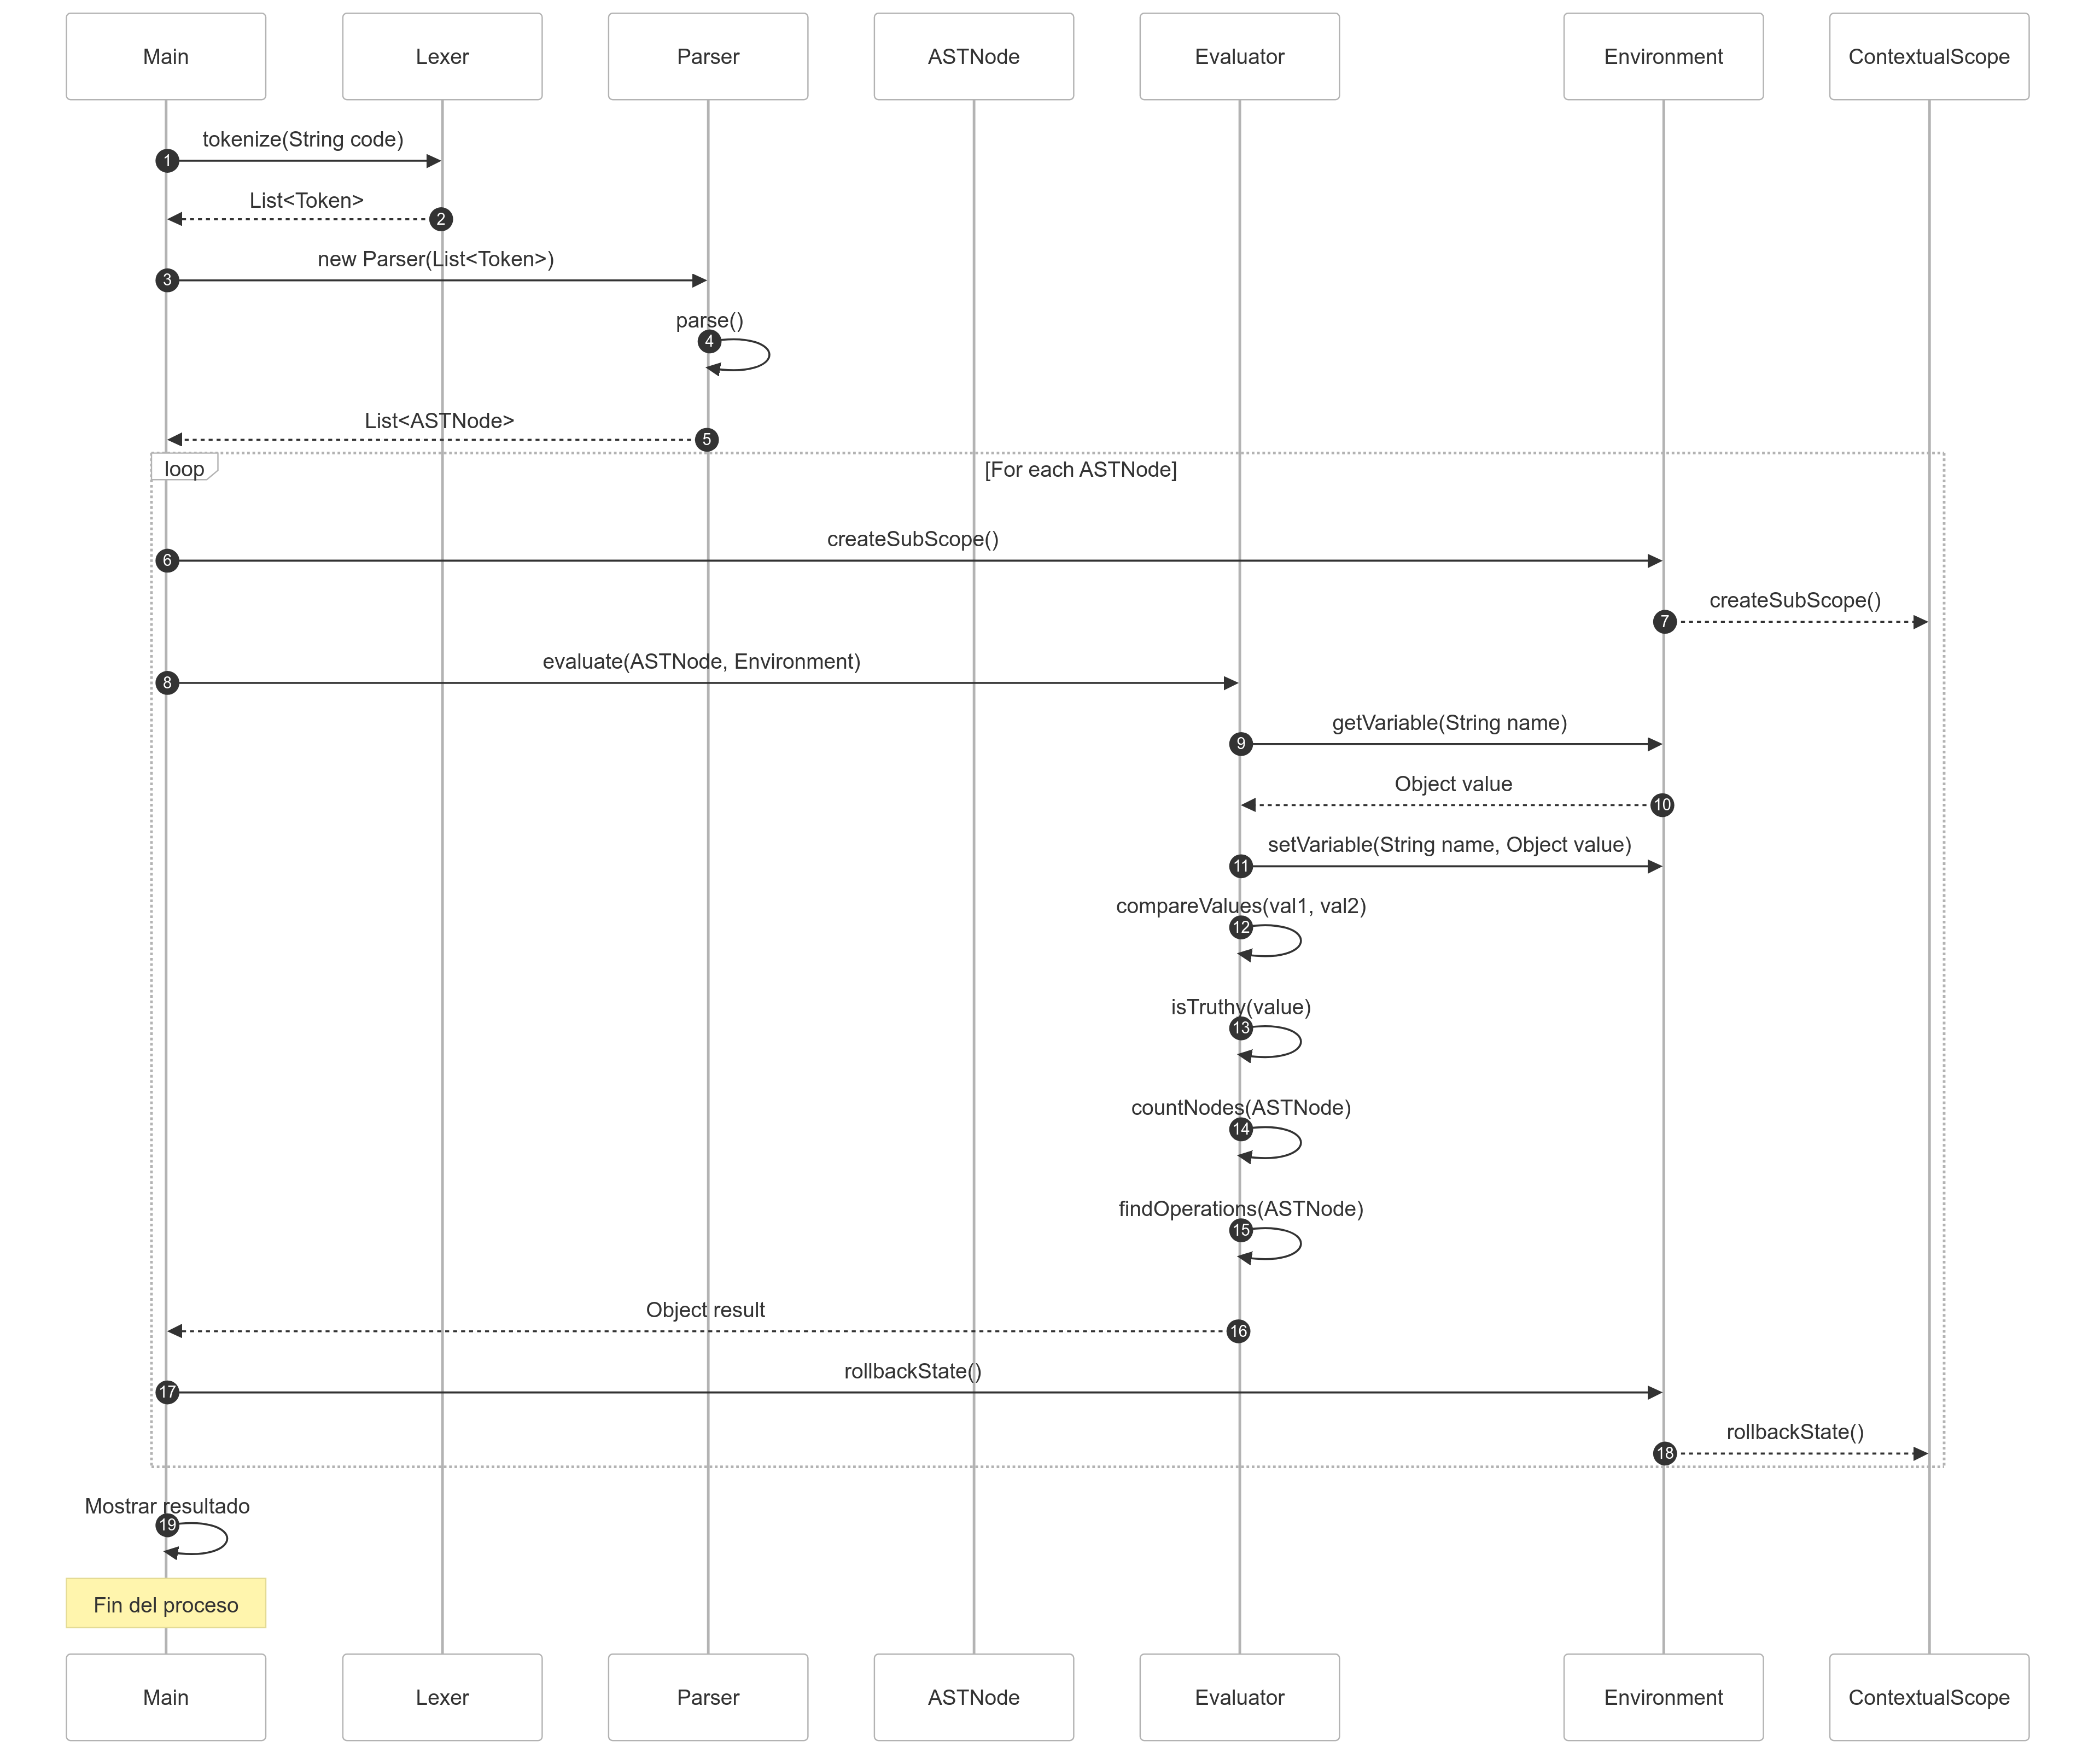 Main
Lexer
Parser
ASTNode
Evaluator
Environment
ContextualScope
tokenize(String code)
1
List<Token>
2
new Parser(List<Token>)
3
parse()
4
List<ASTNode>
5
loop
[For each ASTNode]
createSubScope()
6
createSubScope()
7
evaluate(ASTNode, Environment)
8
getVariable(String name)
9
Object value
10
setVariable(String name, Object value)
11
compareValues(val1, val2)
12
isTruthy(value)
13
countNodes(ASTNode)
14
findOperations(ASTNode)
15
Object result
16
rollbackState()
17
rollbackState()
18
Mostrar resultado
19
Fin del proceso
Main
Lexer
Parser
ASTNode
Evaluator
Environment
ContextualScope